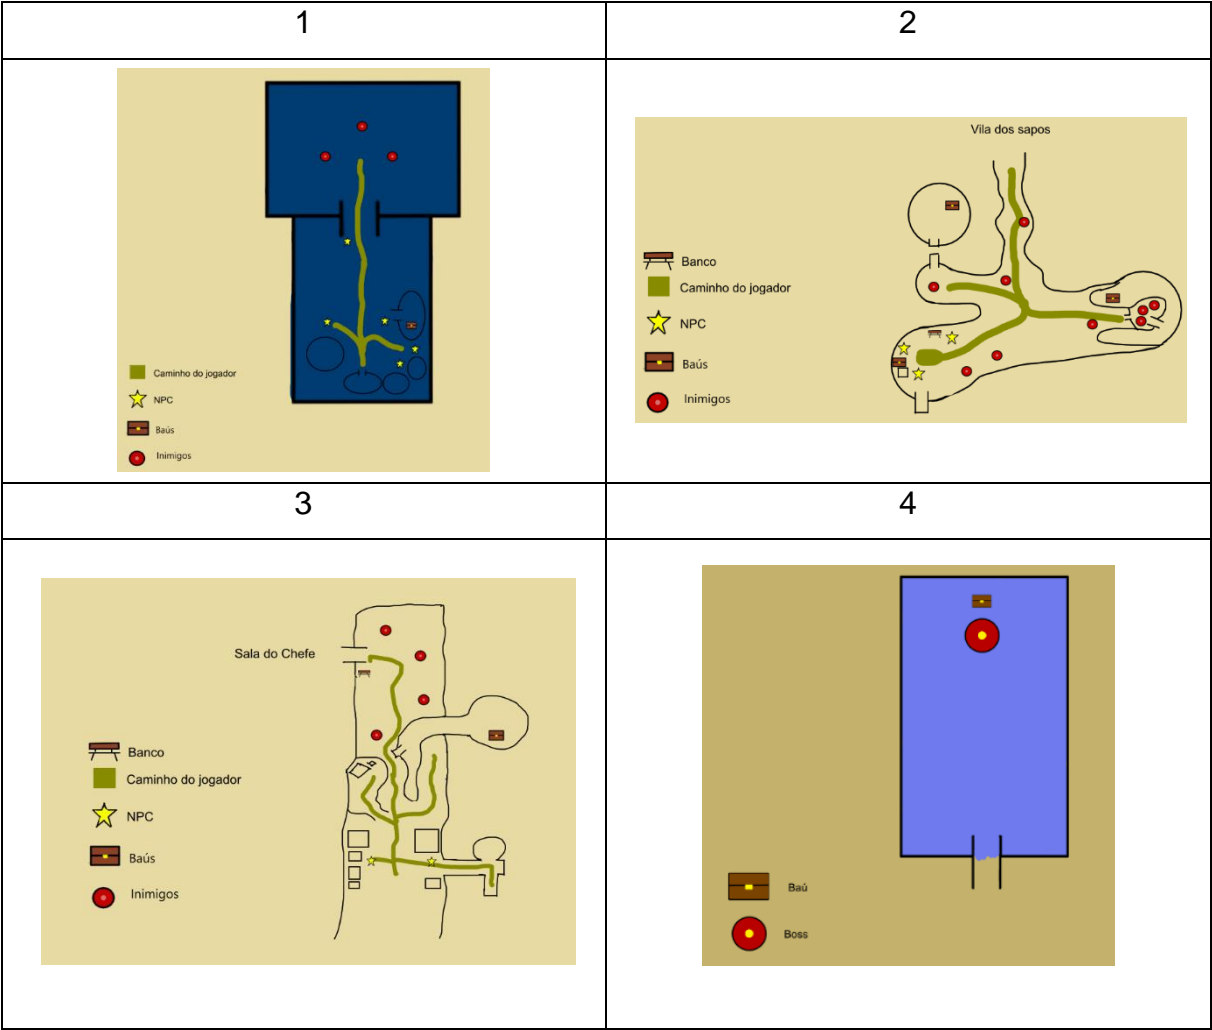 1
2
Caminho do jogador
NPC
Baús
Inimigos
Vila dos sapos
Banco
Caminho do jogador
NPC
Baús
Inimigos
3
4
Sala do Chefe
Banco
Caminho do jogador
NPC
Baús
Inimigos
Baú
Boss